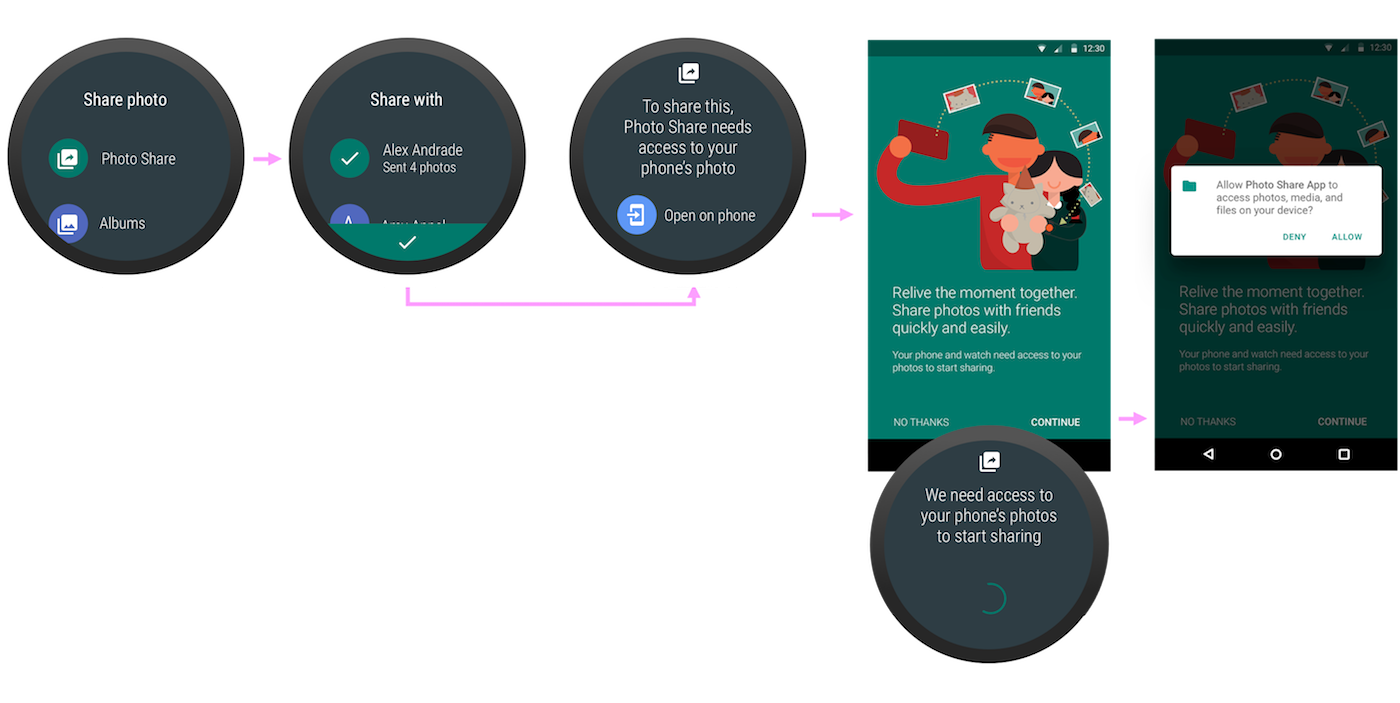 Share photo
Photo Share
Albums
Share with
Alex Andrade
Sent 4 photos
To share this,
Photo Share needs
access to your
phone's photo
Open on phone
12:30
Relive the moment together.
Share photos with friends
quickly and easily.
Your phone and watch need access to your
photos to start sharing.
NO THANKS
CONTINUE
We need access to
your phone's photos
to start sharing
12:30
Allow Photo Share App to
access photos, media, and
files on your device?
DENY
ALLOW
Relive the moment together.
Share photos with friends
quickly and easily.
Your phone and watch need access to your
photos to start sharing.
NO THANKS
CONTINUE